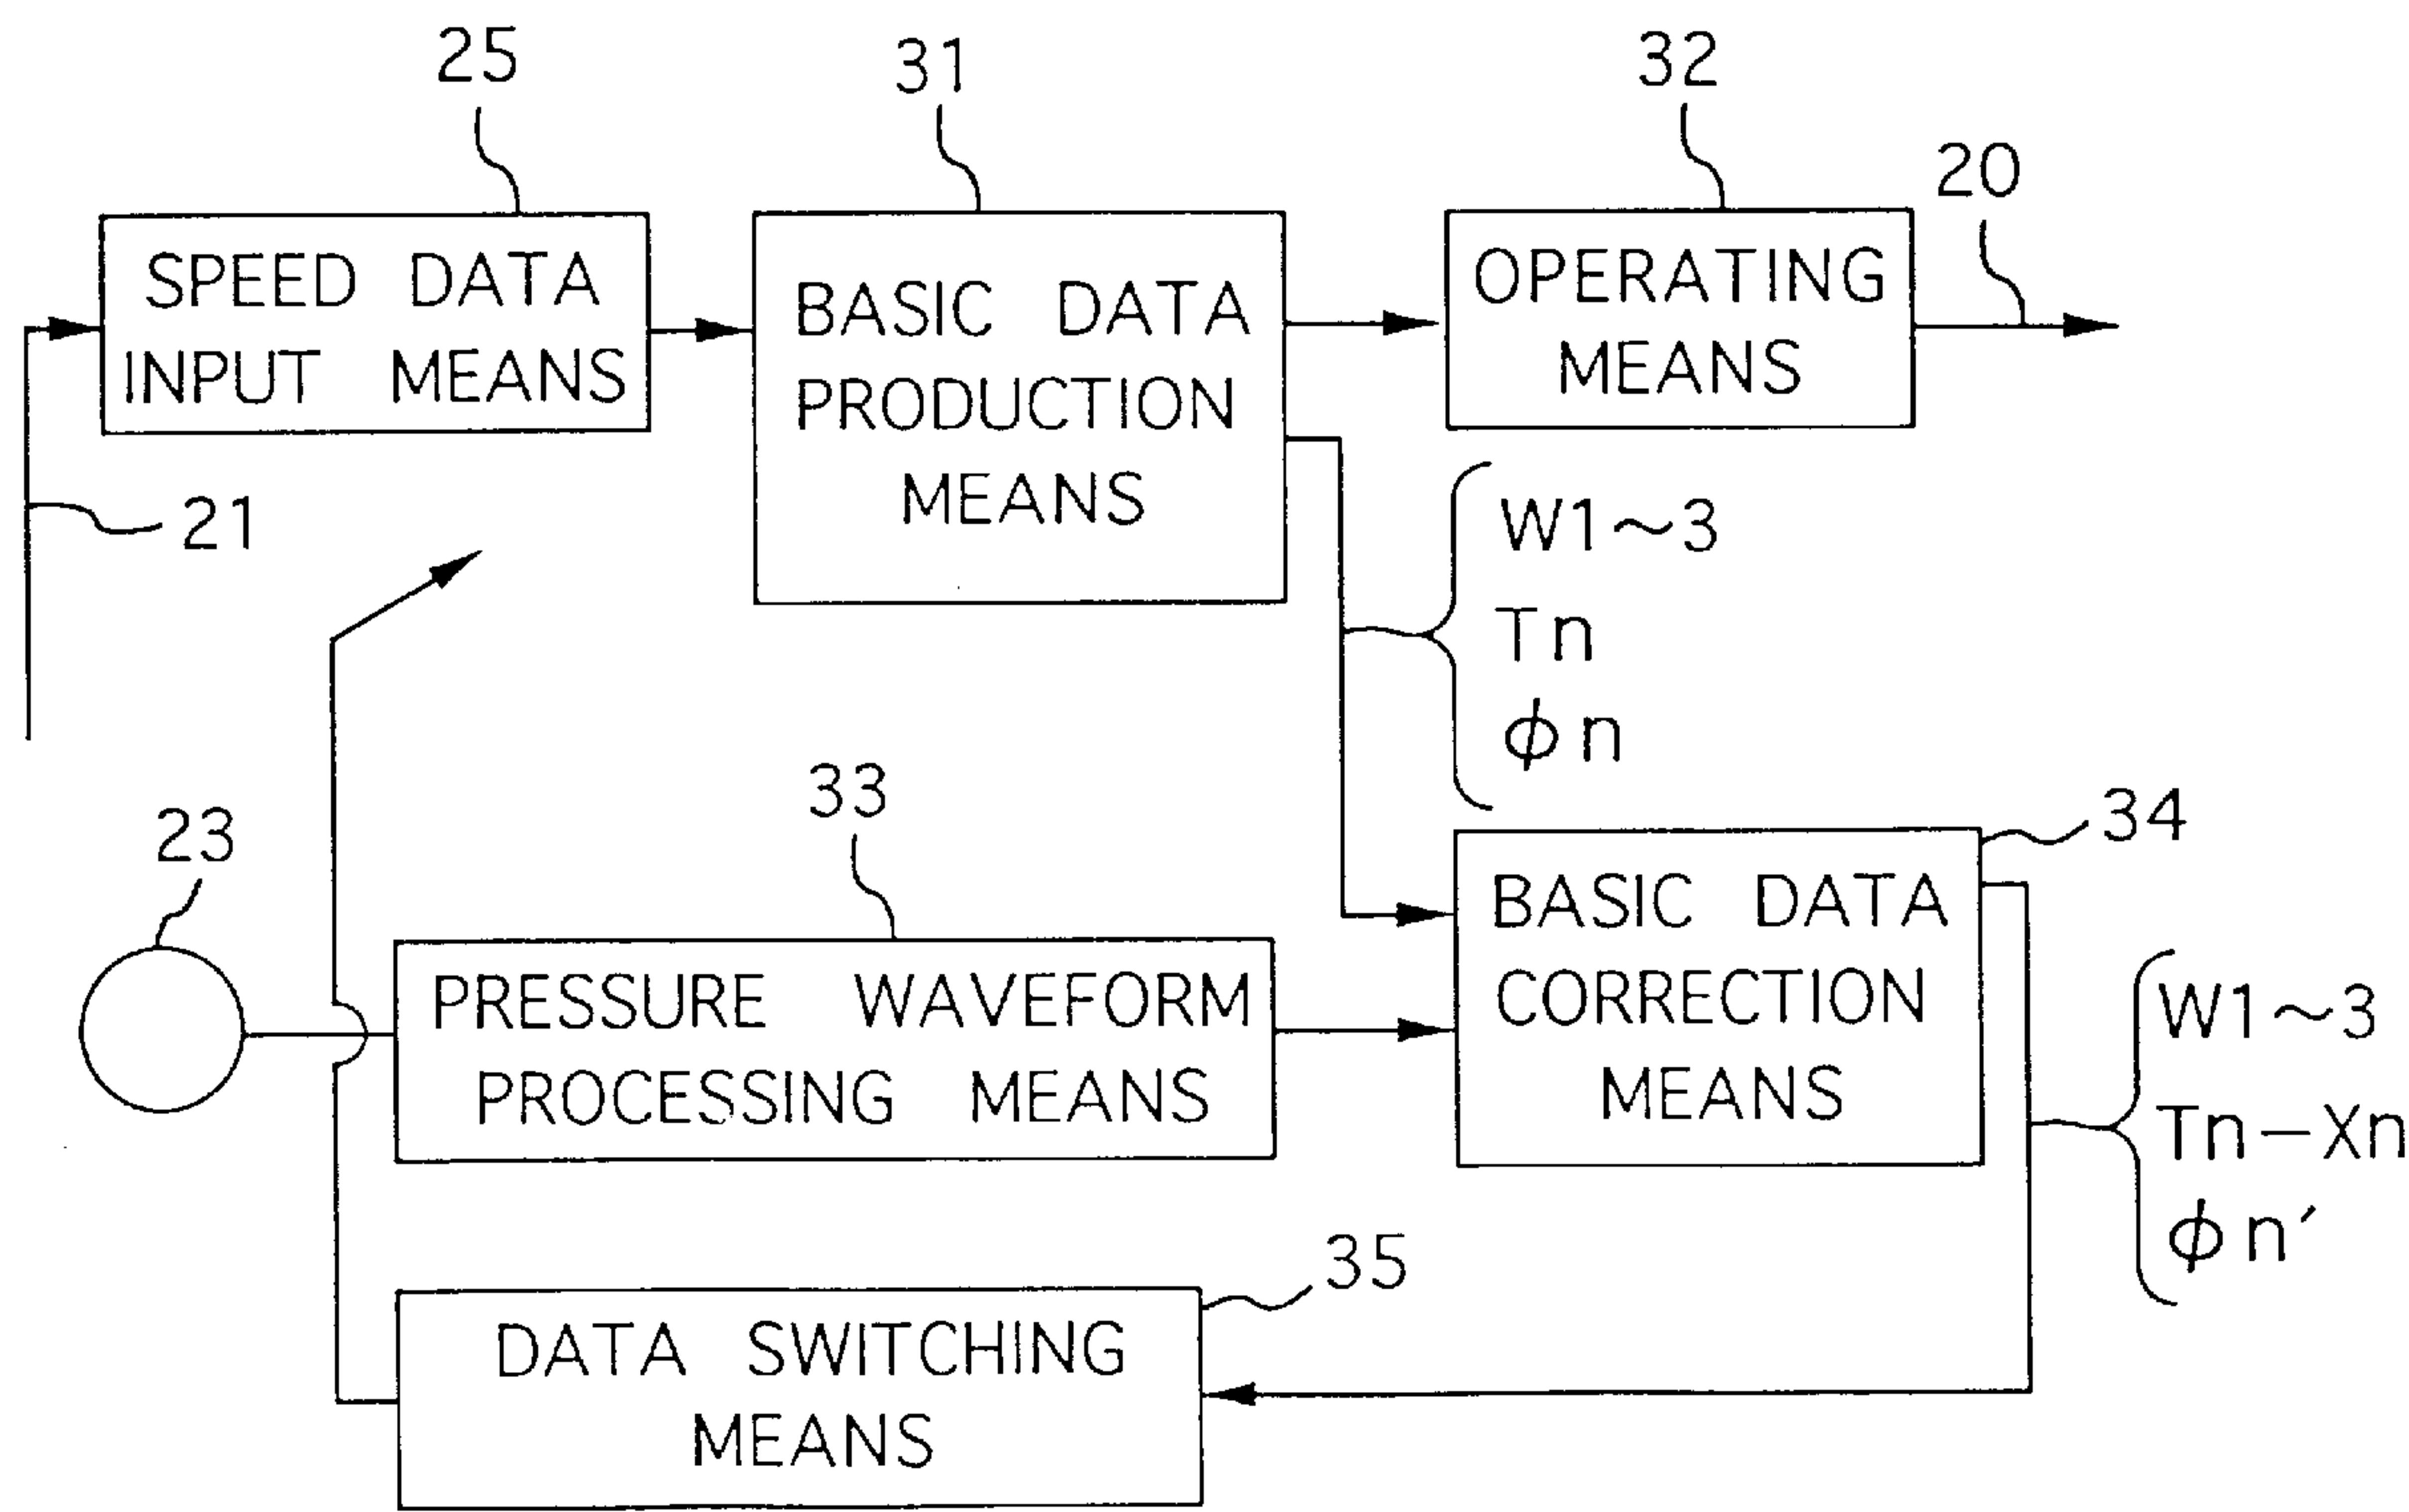 25
31
32
20
SPEED DATA
INPUT MEANS
BASIC DATA
PRODUCTION
MEANS
OPERATING
MEANS
21
W1~3
Tn
φn
23
33
34
PRESSURE WAVEFORM
PROCESSING MEANS
BASIC DATA
CORRECTION
MEANS
W1~3
Tn−Xn
φn′
35
DATA SWITCHING
MEANS